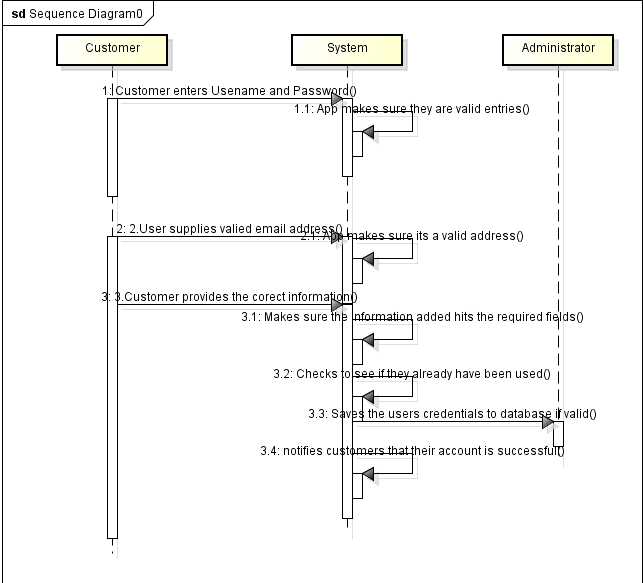 sd Sequence Diagram0
Customer
System
Administrator
1: Customer enters Usename and Password()
1.1: App makes sure they are valid entries()
2: 2.User supplies valied email address()
2.1: App makes sure its a valid address()
3: 3.Customer provides the corect information()
3.1: Makes sure the information added hits the required fields()
3.2: Checks to see if they already have been used()
3.3: Saves the users credentials to database if valid()
3.4: notifies customers that their account is successful()